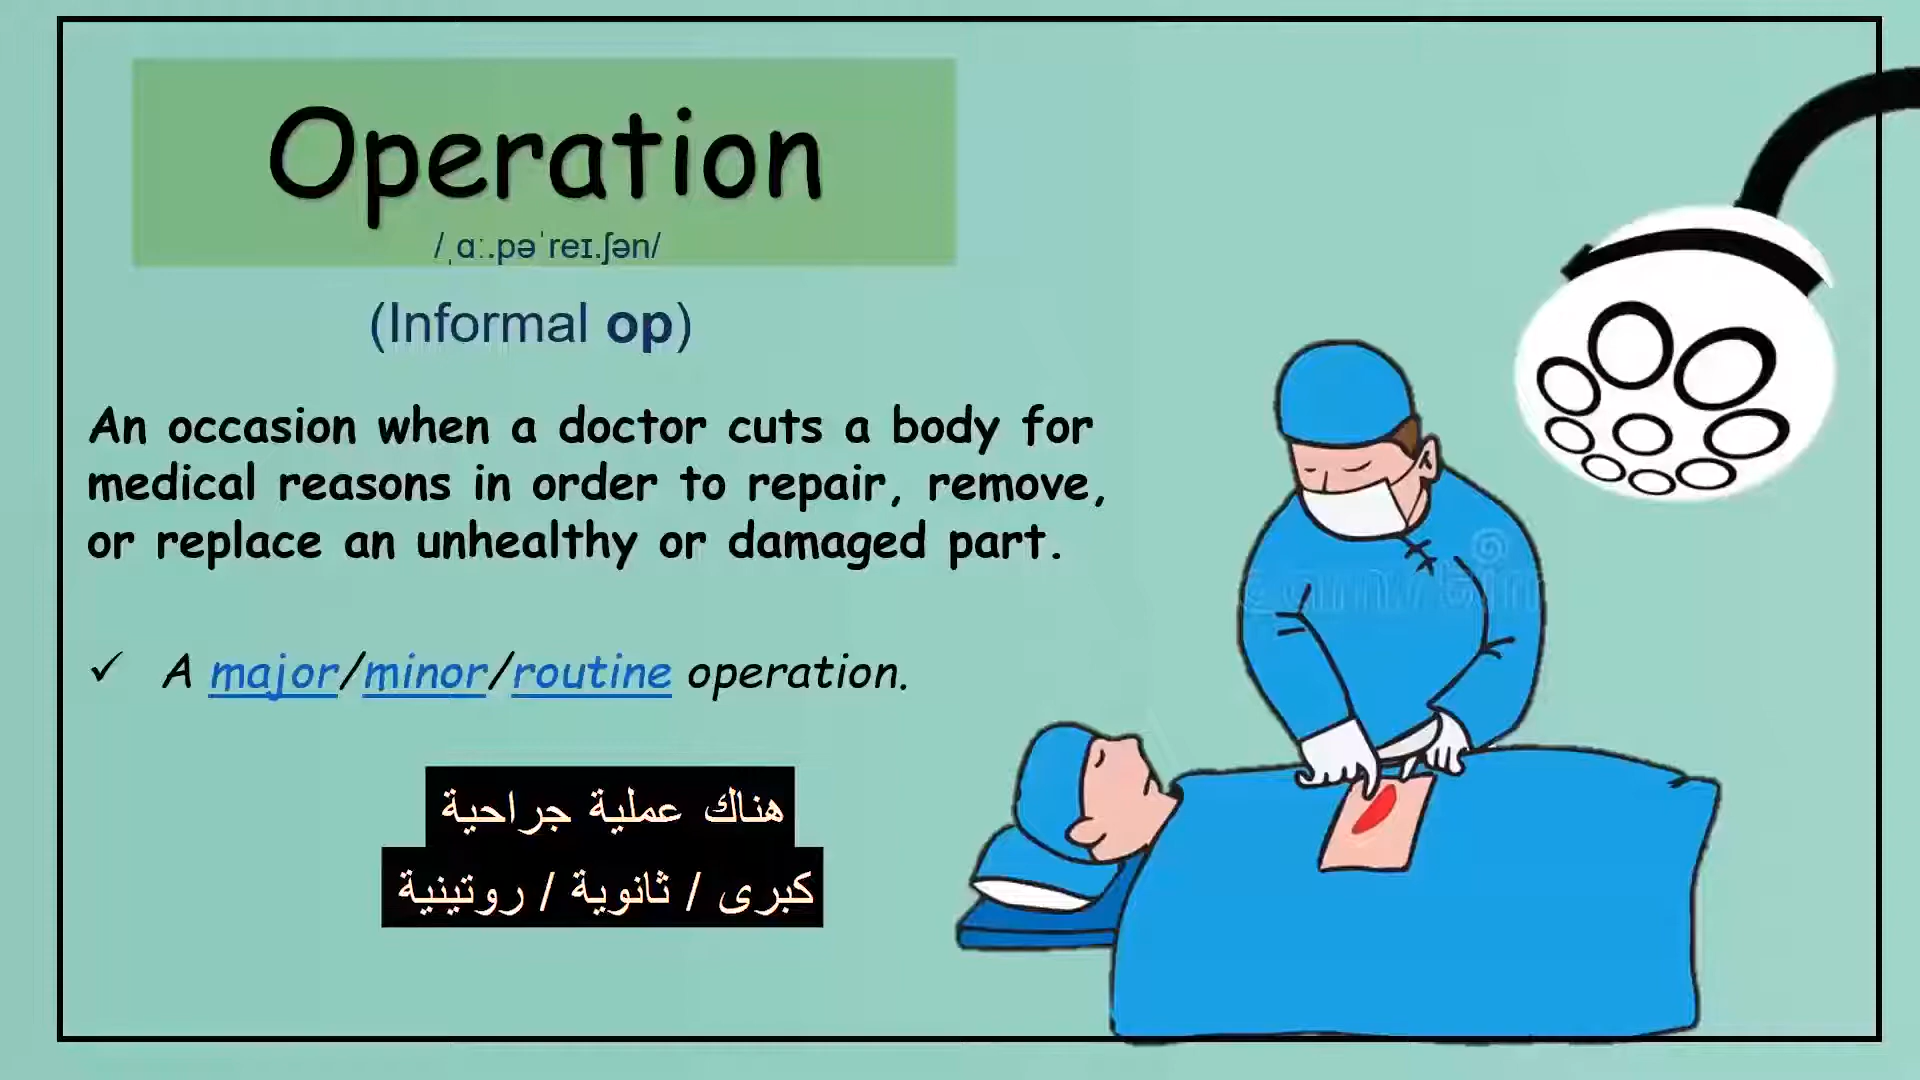 Operation
/ˌɑː.pəˈreɪ.ʃən/
(Informal op)
An occasion when a doctor cuts a body for
medical reasons in order to repair, remove,
or replace an unhealthy or damaged part.
✓ A major/minor/routine operation.
هناك عملية جراحية
كبرى / ثانوية / روتينية